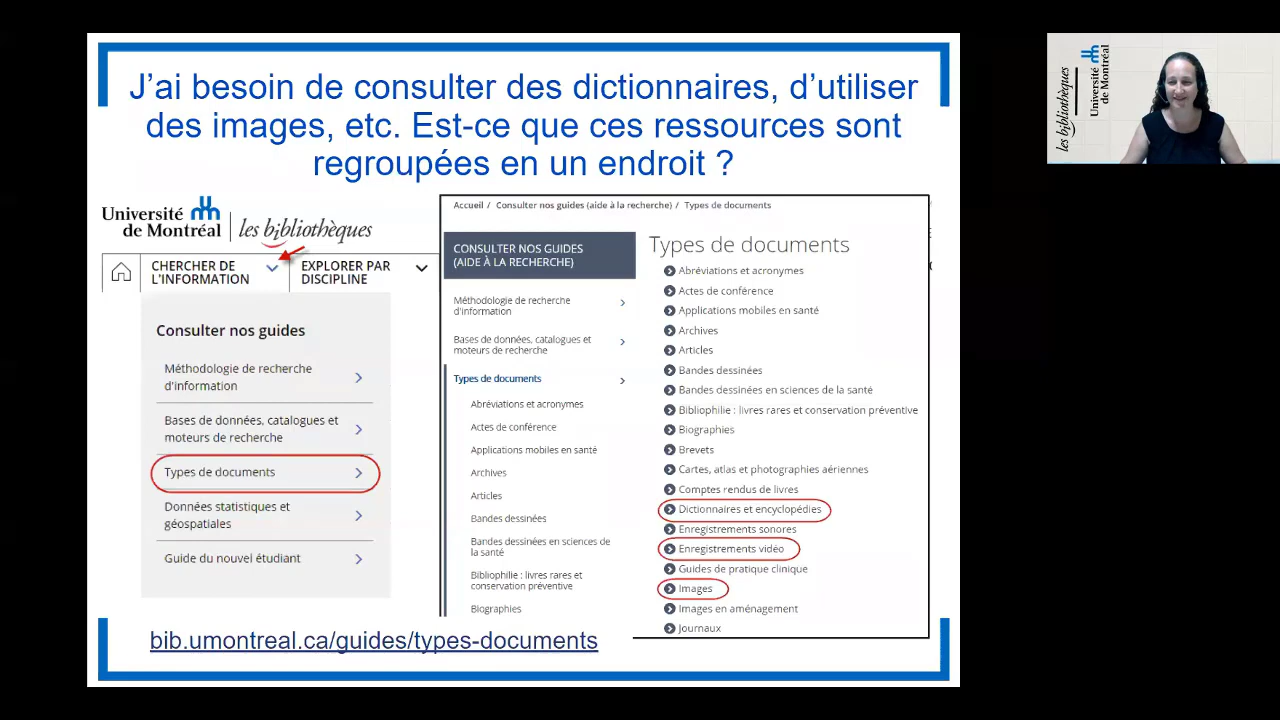 J'ai besoin de consulter des dictionnaires, d'utiliser
des images, etc. Est-ce que ces ressources sont
regroupées en un endroit ?
Université
de Montréal
les bibliothèques
CHERCHER DE
L'INFORMATION
EXPLORER PAR
DISCIPLINE
Consulter nos guides
Méthodologie de recherche
d'information
Bases de données, catalogues et
moteurs de recherche
Types de documents
Données statistiques et
géospatiales
Guide du nouvel étudiant
Accueil / Consulter nos guides (aide à la recherche) / Types de documents
CONSULTER NOS GUIDES
(AIDE À LA RECHERCHE)
Méthodologie de recherche
d'information
Bases de données, catalogues et
moteurs de recherche
Types de documents
Abréviations et acronymes
Actes de conférence
Applications mobiles en santé
Archives
Articles
Bandes dessinées
Bandes dessinées en sciences de
la santé
Bibliophilie : livres rares et
conservation préventive
Biographies
Types de documents
Abréviations et acronymes
Actes de conférence
Applications mobiles en santé
Archives
Articles
Bandes dessinées
Bandes dessinées en sciences de la santé
Bibliophilie : livres rares et conservation préventive
Biographies
Brevets
Cartes, atlas et photographies aériennes
Comptes rendus de livres
Dictionnaires et encyclopédies
Enregistrements sonores
Enregistrements vidéo
Guides de pratique clinique
Images
Images en aménagement
Journaux
bib.umontreal.ca/guides/types-documents
les bibliothèques
Université
de Montréal